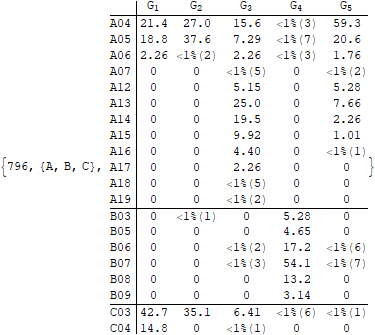 G1 G2 G3 G4 G5
A04 21.4 27.0 15.6 <1%(3) 59.3
A05 18.8 37.6 7.29 <1%(7) 20.6
A06 2.26 <1%(2) 2.26 <1%(3) 1.76
A07 0 0 <1%(5) 0 <1%(2)
A12 0 0 5.15 0 5.28
A13 0 0 25.0 0 7.66
A14 0 0 19.5 0 2.26
A15 0 0 9.92 0 1.01
A16 0 0 4.40 0 <1%(1)
{796, {A, B, C}, A17 0 0 2.26 0 0 }
A18 0 0 <1%(5) 0 0
A19 0 0 <1%(2) 0 0
B03 0 <1%(1) 0 5.28 0
B05 0 0 0 4.65 0
B06 0 0 <1%(2) 17.2 <1%(6)
B07 0 0 <1%(3) 54.1 <1%(7)
B08 0 0 0 13.2 0
B09 0 0 0 3.14 0
C03 42.7 35.1 6.41 <1%(6) <1%(1)
C04 14.8 0 <1%(1) 0 0